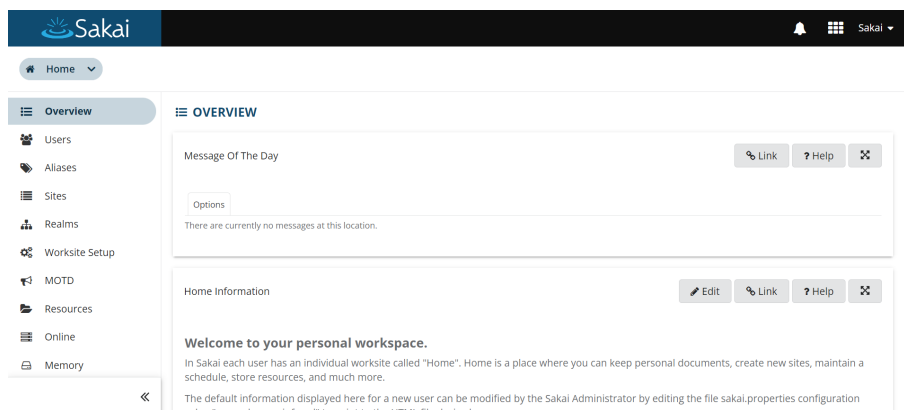 Sakai
Sakai
Home
Overview
Users
Aliases
Sites
Realms
Worksite Setup
MOTD
Resources
Online
Memory
OVERVIEW
Message Of The Day
Link
? Help
Options
There are currently no messages at this location.
Home Information
Edit
Link
? Help
Welcome to your personal workspace.
In Sakai each user has an individual worksite called "Home". Home is a place where you can keep personal documents, create new sites, maintain a
schedule, store resources, and much more.
The default information displayed here for a new user can be modified by the Sakai Administrator by editing the file sakai.properties configuration